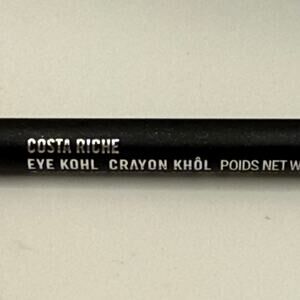 COSTA RICHE
EYE KOHL CRAYON KHÔL POIDS NET W